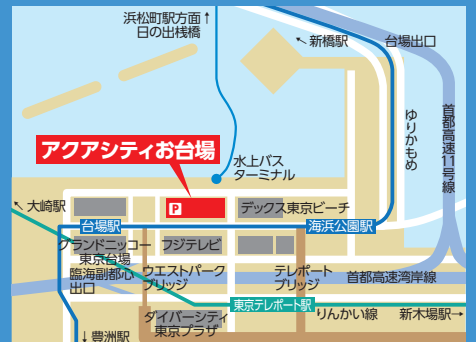 浜松町駅方面↑
日の出桟橋
↖新橋駅
台場出口
ゆりかもめ
首都高速11号線
アクアシティお台場
水上バス
ターミナル
↖大崎駅
P
デックス東京ビーチ
台場駅
海浜公園駅
グランドニッコー
東京台場
フジテレビ
臨海副都心
出口
ウエストパーク
ブリッジ
テレポート
ブリッジ
首都高速湾岸線
東京テレポート駅
りんかい線
新木場駅→
ダイバーシティ
東京プラザ
↓豊洲駅